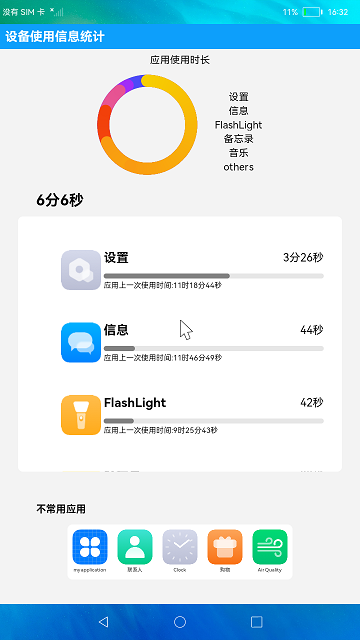 没有 SIM 卡
11%
16:32
设备使用信息统计
应用使用时长
设置
信息
FlashLight
备忘录
音乐
others
6分6秒
设置
3分26秒
应用上一次使用时间:11时18分44秒
信息
44秒
应用上一次使用时间:11时46分49秒
FlashLight
42秒
应用上一次使用时间:9时25分43秒
不常用应用
myapplication
联系人
Clock
购物
Air Quality